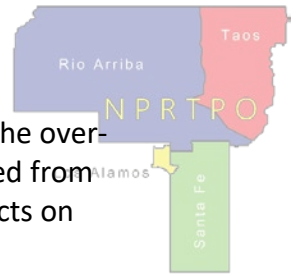 Taos
Rio Arriba
NPRTPO
he over-
ed from
Los Alamos
cts on
Santa Fe